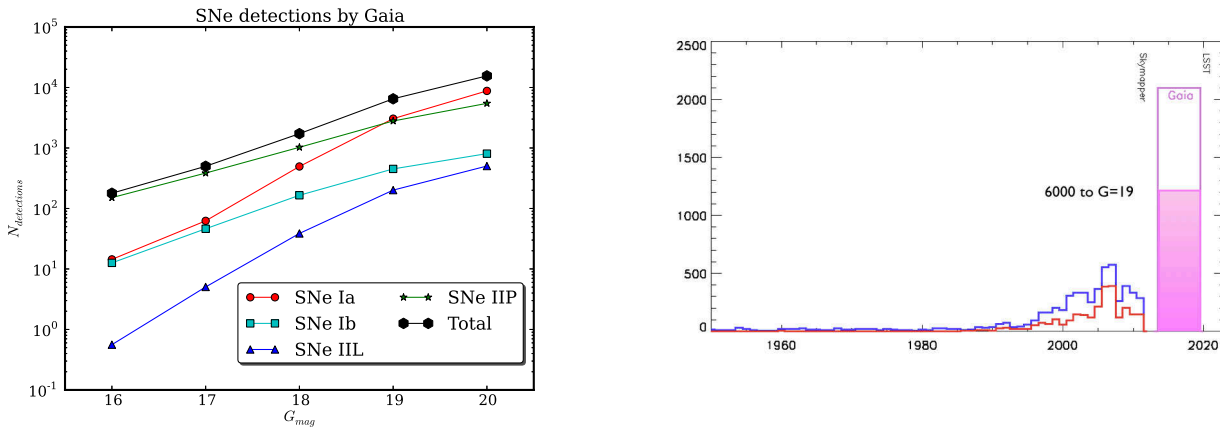 SNe detections by Gaia
10^5
10^4
10^3
10^2
10^1
10^0
10^-1
N_detections
16 17 18 19 20
G_mag
SNe Ia
SNe Ib
SNe IIL
SNe IIP
Total
2500
2000
1500
1000
500
0
1960 1980 2000 2020
Skymapper
LSST
Gaia
6000 to G=19